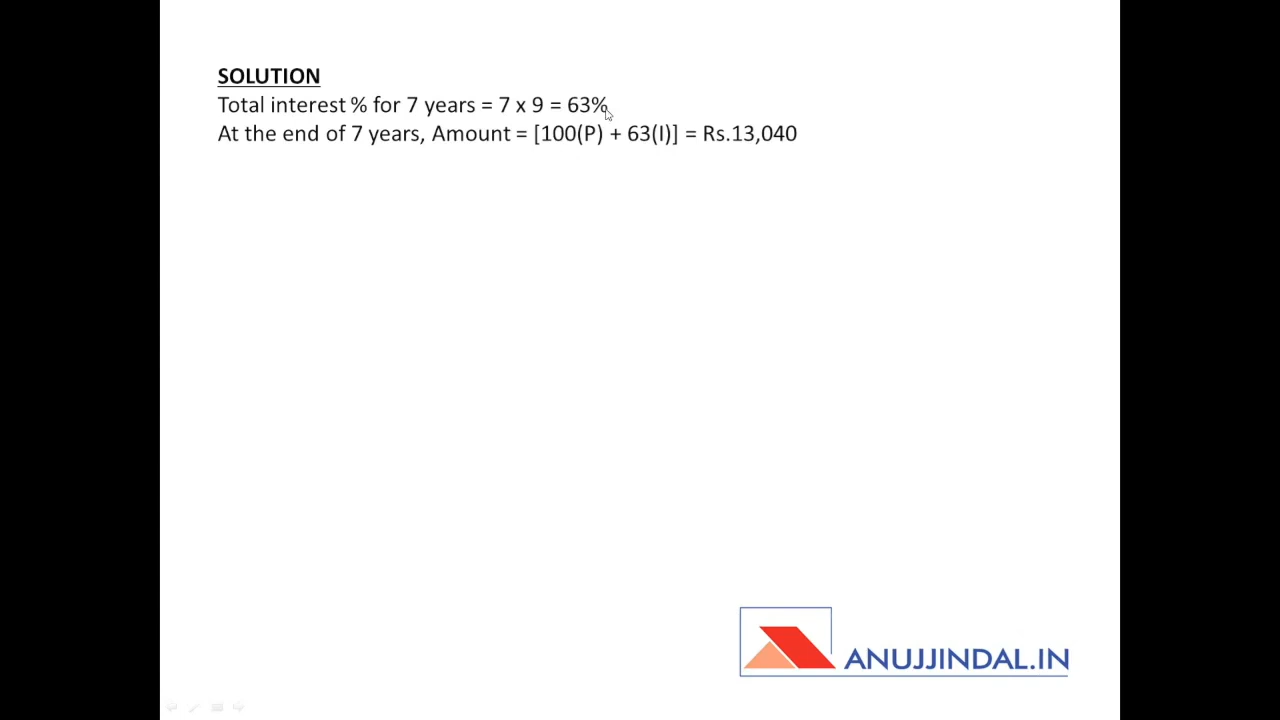 SOLUTION
Total interest % for 7 years = 7 x 9 = 63%
At the end of 7 years, Amount = [100(P) + 63(I)] = Rs.13,040
ANUJJINDAL.IN